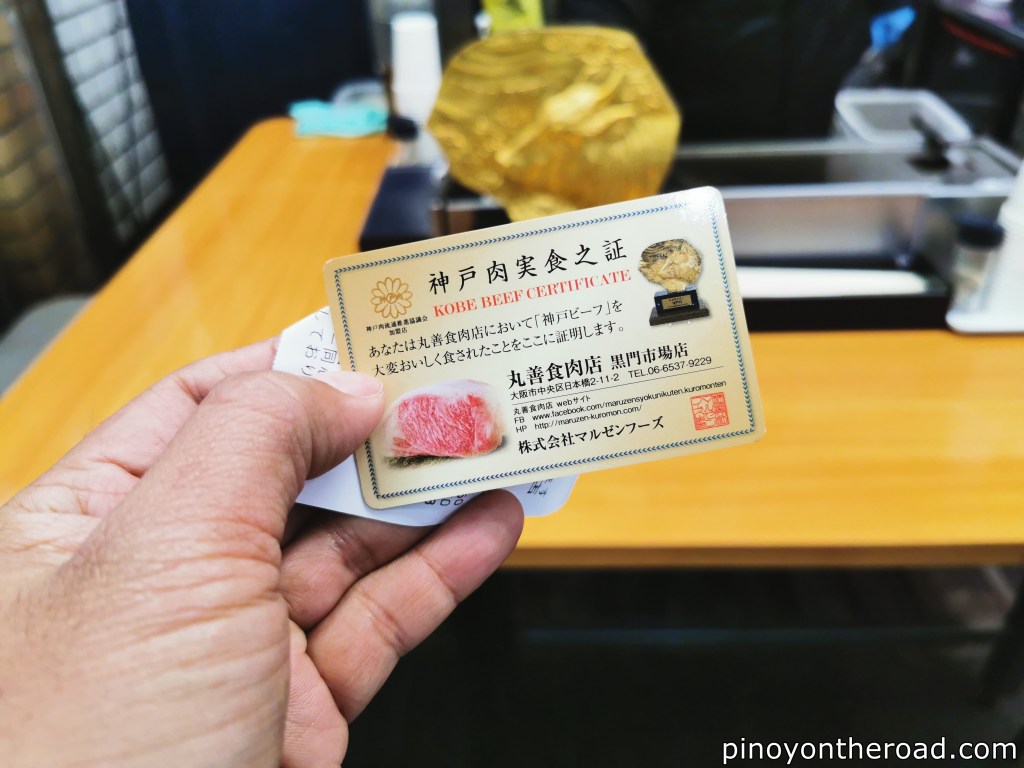 神戸肉実食之証
KOBE BEEF CERTIFICATE
神戸肉流通推進協議会
加盟店
あなたは丸善食肉店において「神戸ビーフ」を
大変おいしく食されたことをここに証明します。
丸善食肉店 黒門市場店
大阪市中央区日本橋2-11-2 TEL.06-6537-9229
丸善食肉店 webサイト
FB www.facebook.com/maruzensyokunikuten.kuromonten
HP http://maruzen-kuromon.com/
株式会社マルゼンフーズ
pinoyontheroad.com